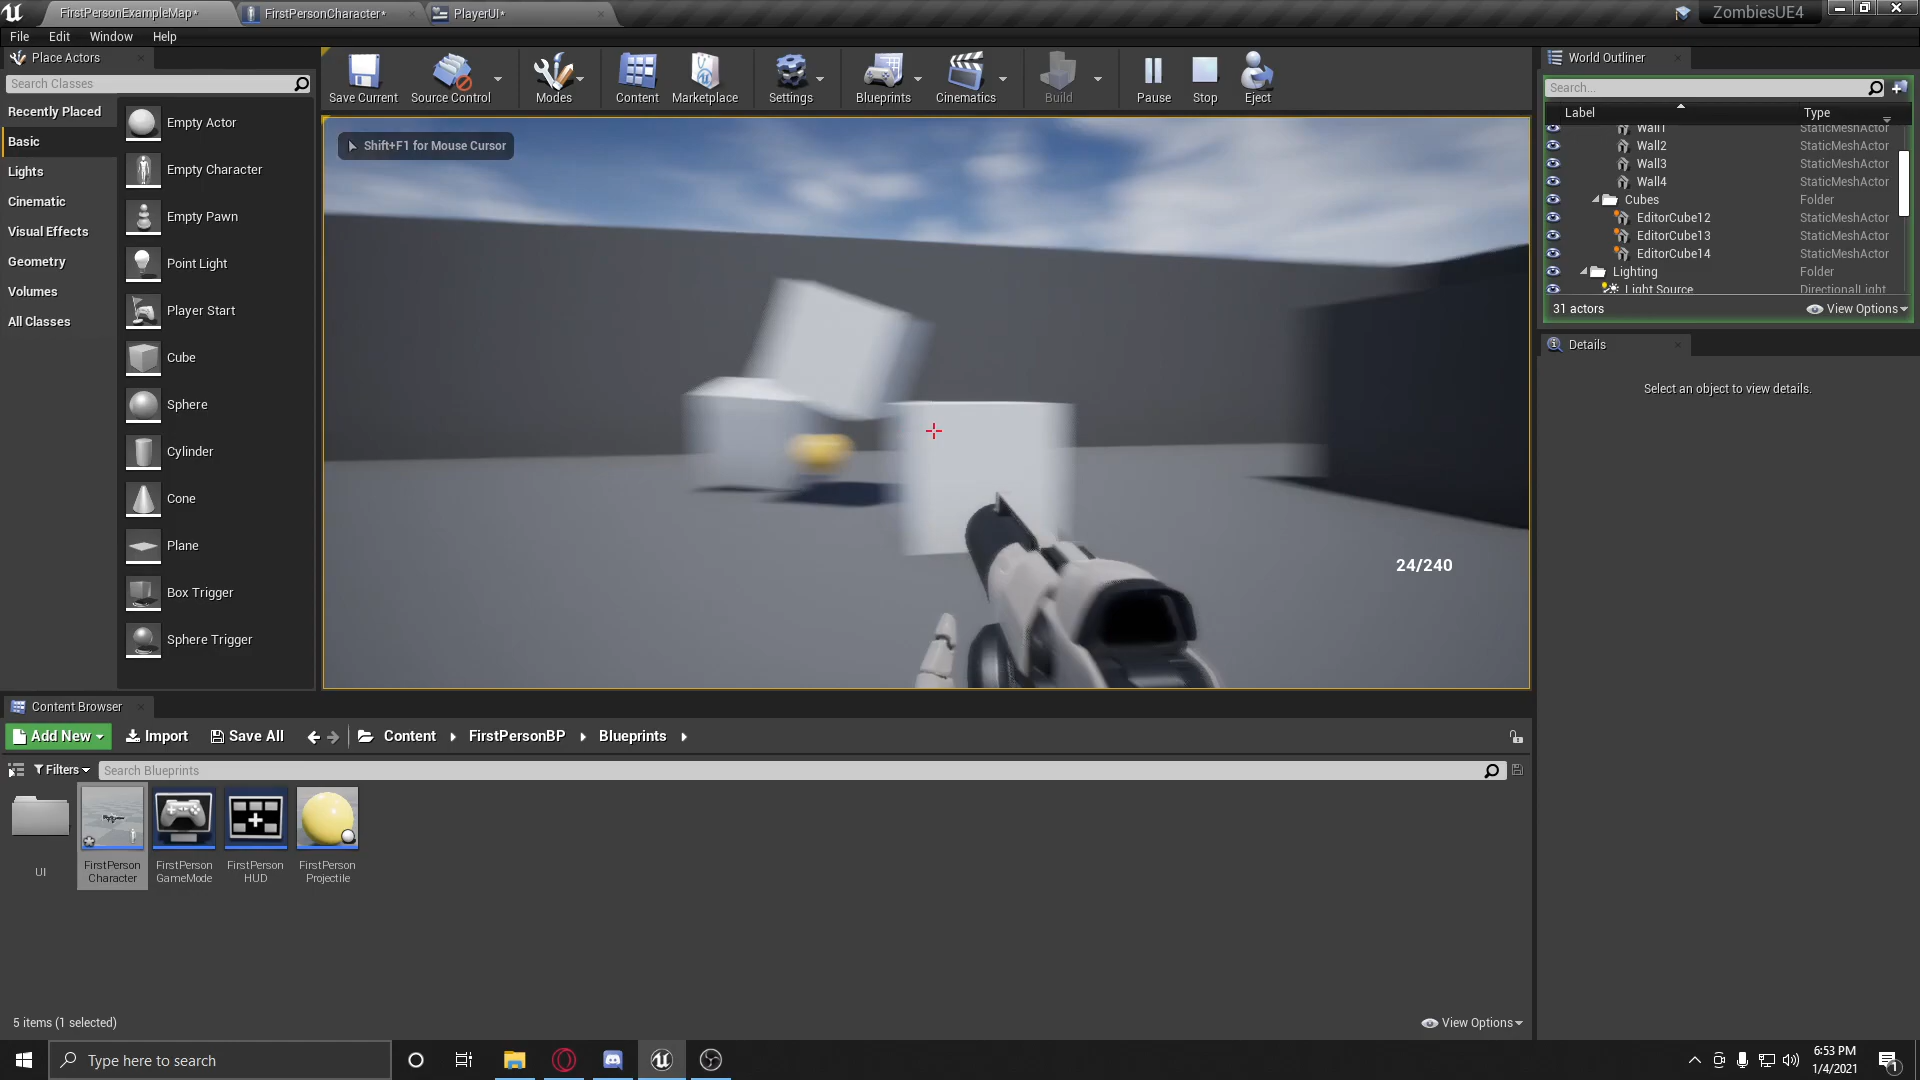 FirstPersonExampleMap*
FirstPersonCharacter*
PlayerUI*
ZombiesUE4
File
Edit
Window
Help
Place Actors
Search Classes
Recently Placed
Basic
Lights
Cinematic
Visual Effects
Geometry
Volumes
All Classes
Empty Actor
Empty Character
Empty Pawn
Point Light
Player Start
Cube
Sphere
Cylinder
Cone
Plane
Box Trigger
Sphere Trigger
Save Current
Source Control
Modes
Content
Marketplace
Settings
Blueprints
Cinematics
Build
Pause
Stop
Eject
Shift+F1 for Mouse Cursor
24/240
World Outliner
Search...
Label
Type
Wall1
StaticMeshActor
Wall2
StaticMeshActor
Wall3
StaticMeshActor
Wall4
StaticMeshActor
Cubes
Folder
EditorCube12
StaticMeshActor
EditorCube13
StaticMeshActor
EditorCube14
StaticMeshActor
Lighting
Folder
Light Source
DirectionalLight
31 actors
View Options
Details
Select an object to view details.
Content Browser
Add New
Import
Save All
Content
FirstPersonBP
Blueprints
Filters
Search Blueprints
UI
FirstPerson
Character
FirstPerson
GameMode
FirstPerson
HUD
FirstPerson
Projectile
5 items (1 selected)
View Options
Type here to search
6:53 PM
1/4/2021
1